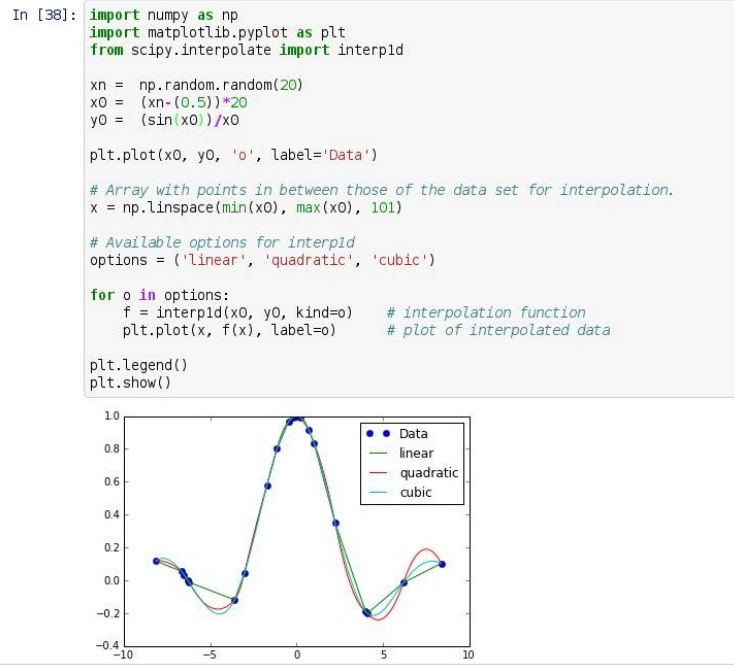 In [38]: import numpy as np
import matplotlib.pyplot as plt
from scipy.interpolate import interp1d
xn =  np.random.random(20)
x0 =  (xn-(0.5))*20
y0 =  (sin(x0))/x0
plt.plot(x0, y0, 'o', label='Data')
# Array with points in between those of the data set for interpolation.
x = np.linspace(min(x0), max(x0), 101)
# Available options for interp1d
options = ('linear', 'quadratic', 'cubic')
for o in options:
    f = interp1d(x0, y0, kind=o)    # interpolation function
    plt.plot(x, f(x), label=o)      # plot of interpolated data
plt.legend()
plt.show()
1.0
0.8
0.6
0.4
0.2
0.0
−0.2
−0.4
Data
linear
quadratic
cubic
−10 −5 0 5 10